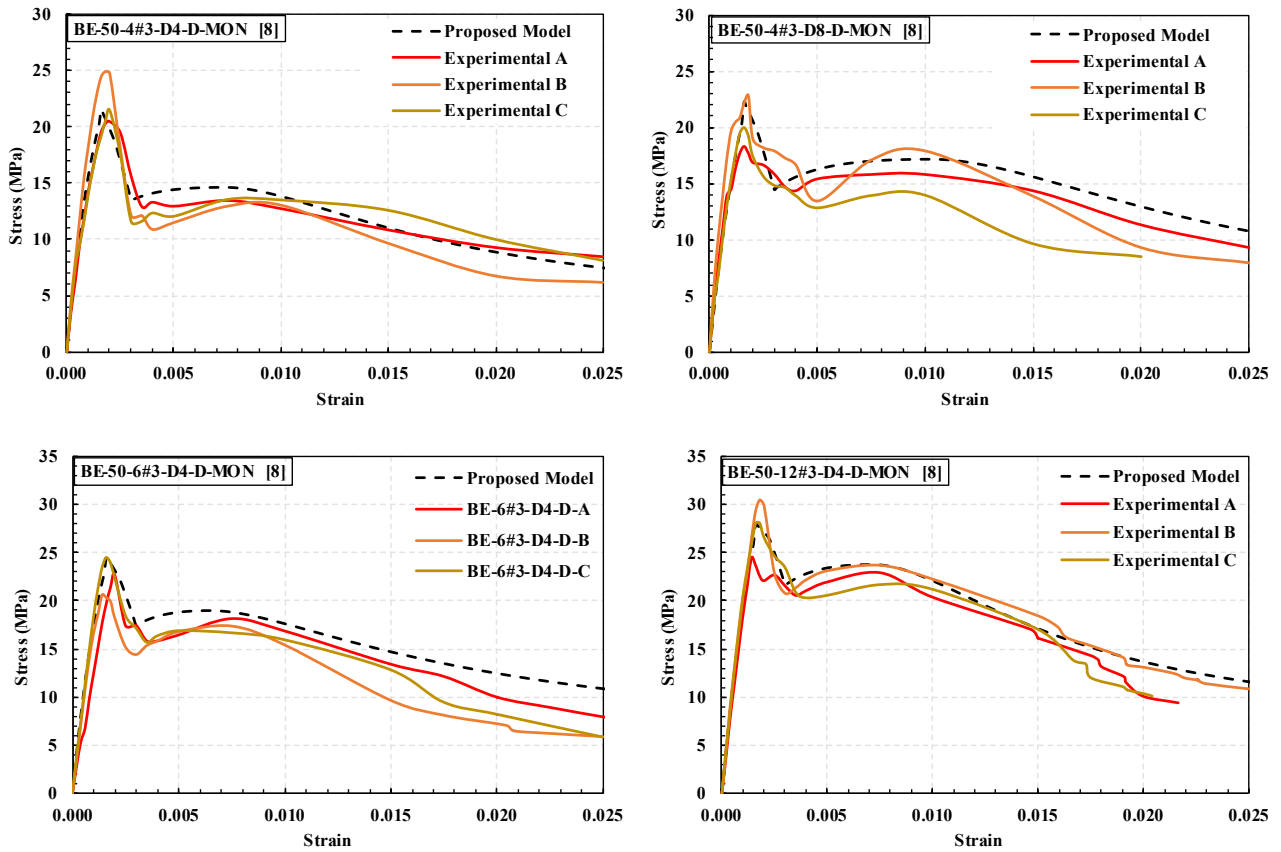 BE-50-4#3-D4-D-MON [8]
Proposed Model
Experimental A
Experimental B
Experimental C
Stress (MPa)
30
25
20
15
10
5
0
0.000 0.005 0.010 0.015 0.020 0.025
Strain
BE-50-4#3-D8-D-MON [8]
Proposed Model
Experimental A
Experimental B
Experimental C
Stress (MPa)
30
25
20
15
10
5
0
0.000 0.005 0.010 0.015 0.020 0.025
Strain
BE-50-6#3-D4-D-MON [8]
Proposed Model
BE-6#3-D4-D-A
BE-6#3-D4-D-B
BE-6#3-D4-D-C
Stress (MPa)
35
30
25
20
15
10
5
0
0.000 0.005 0.010 0.015 0.020 0.025
Strain
BE-50-12#3-D4-D-MON [8]
Proposed Model
Experimental A
Experimental B
Experimental C
Stress (MPa)
35
30
25
20
15
10
5
0
0.000 0.005 0.010 0.015 0.020 0.025
Strain